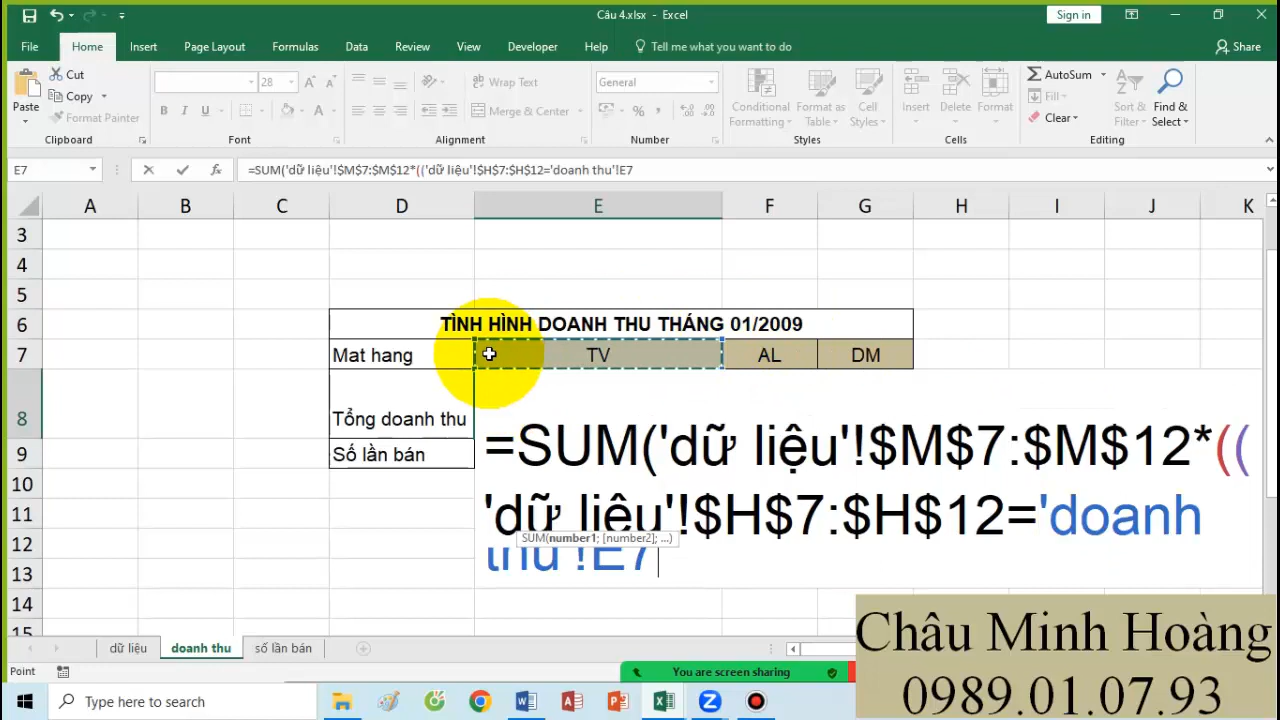 Câu 4.xlsx - Excel
Sign in
File Home Insert Page Layout Formulas Data Review View Developer Help Tell me what you want to do Share
Paste Cut 28 Wrap Text General Conditional Formatting Format as Table Cell Styles Insert Delete Format AutoSum Sort & Filter Find & Select
Copy Fill
Format Painter B I U Merge & Center Clear
Clipboard Font Alignment Number Styles Cells Editing
E7 =SUM('dữ liệu'!$M$7:$M$12*(('dữ liệu'!$H$7:$H$12='doanh thu'!E7
A B C D E F G H I J K
3
4
5
6 TÌNH HÌNH DOANH THU THÁNG 01/2009
7 Mat hang TV AL DM
8 Tổng doanh thu
9 Số lần bán
10
11
12
13
14
15
=SUM('dữ liệu'!$M$7:$M$12*((
'dữ liệu'!$H$7:$H$12='doanh
thu'!E7
SUM(number1; [number2]; ...)
dữ liệu doanh thu số lần bán
Point
You are screen sharing
Type here to search
Châu Minh Hoàng
0989.01.07.93